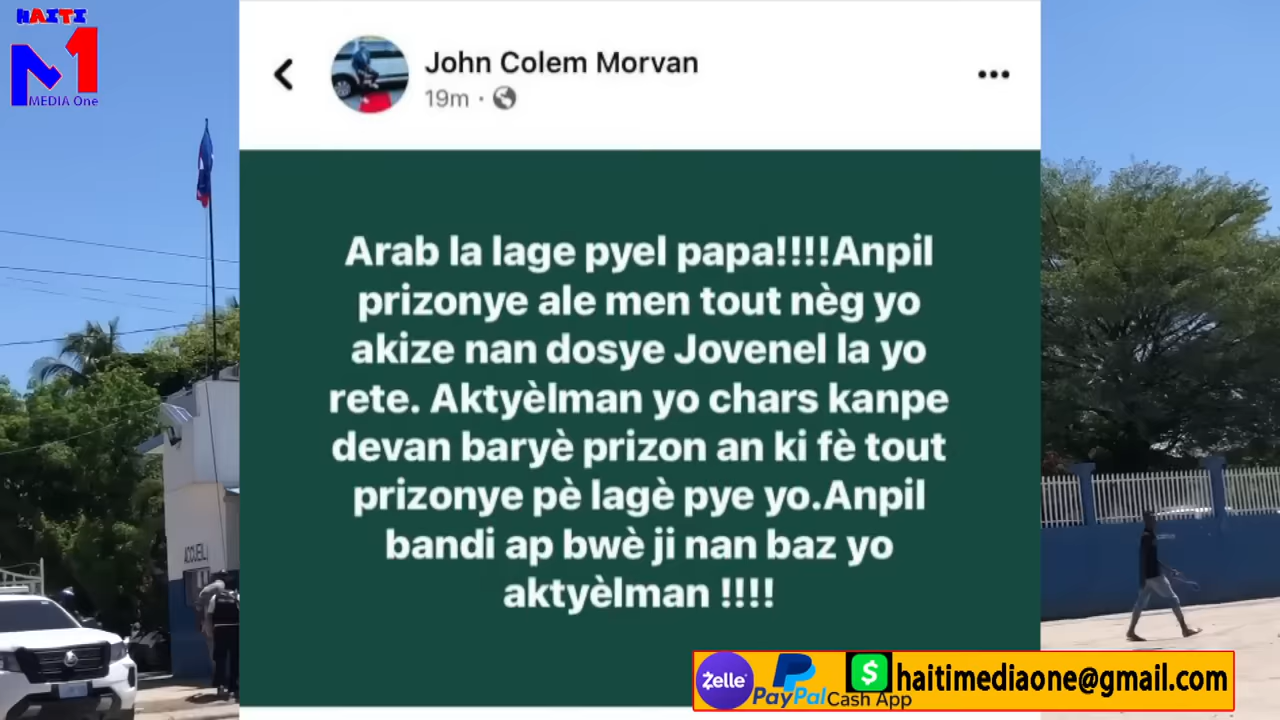 HAITI
M1
MEDIA One
John Colem Morvan
19m ·
Arab la lage pyel papa!!!!Anpil
prizonye ale men tout nèg yo
akize nan dosye Jovenel la yo
rete. Aktyèlman yo chars kanpe
devan baryè prizon an ki fè tout
prizonye pè lagè pye yo.Anpil
bandi ap bwè ji nan baz yo
aktyèlman !!!!
ACCUEIL
Zelle
PayPal
$
Cash App
haitimediaone@gmail.com